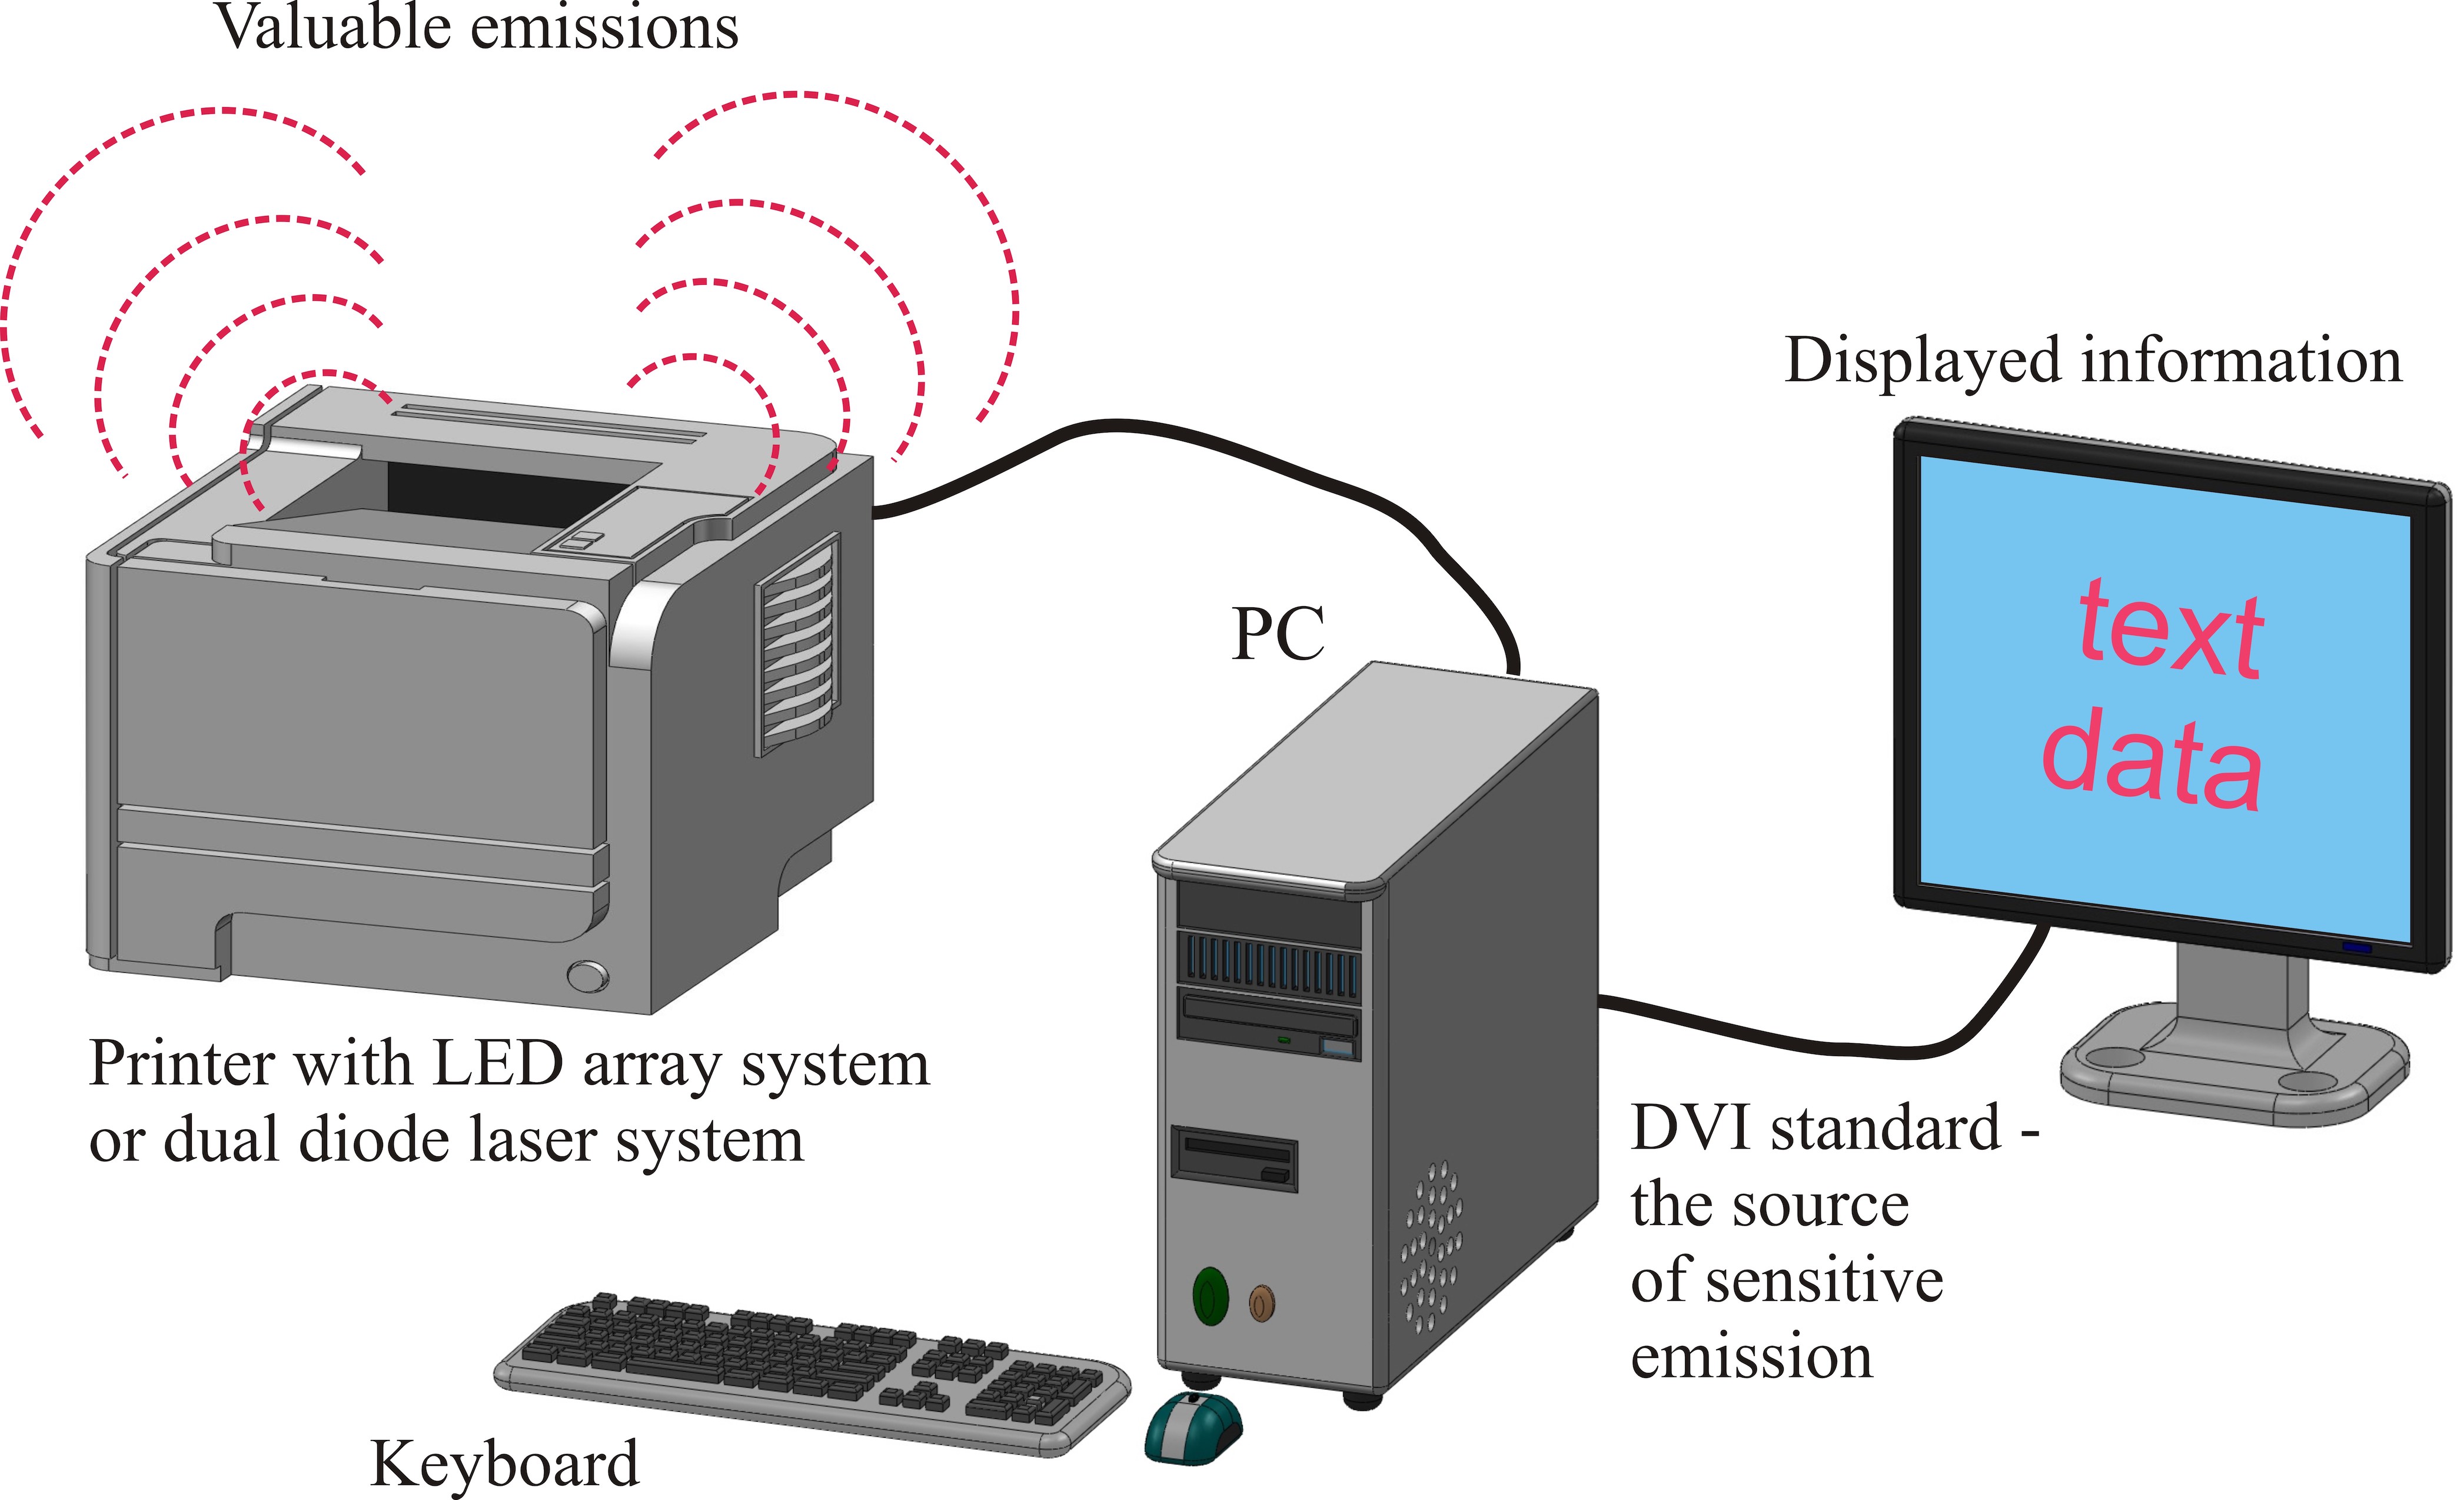 Valuable emissions
Displayed information
text
data
PC
Printer with LED array system
or dual diode laser system
DVI standard -
the source
of sensitive
emission
Keyboard